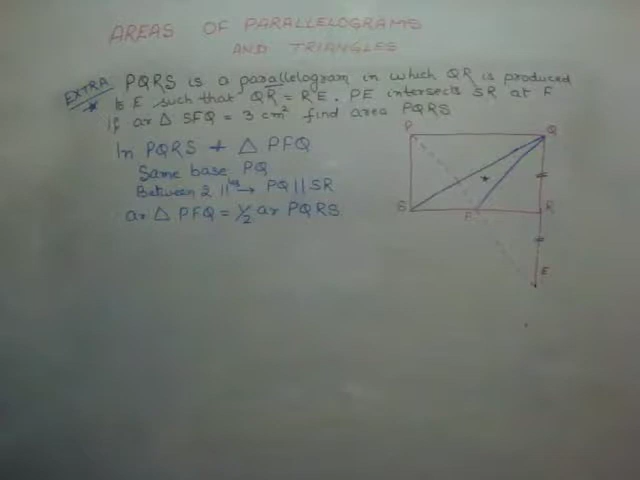 AREAS OF PARALLELOGRAMS
AND TRIANGLES
EXTRA PQRS is a parallelogram in which QR is produced
* to E such that QR = RE. PE intersects SR at F
If ar △ SFQ = 3 cm² find area PQRS
In PQRS + △ PFQ
Same base PQ
Between 2 ||^les → PQ || SR
ar △ PFQ = 1/2 ar PQRS
P Q
*
S F R
E